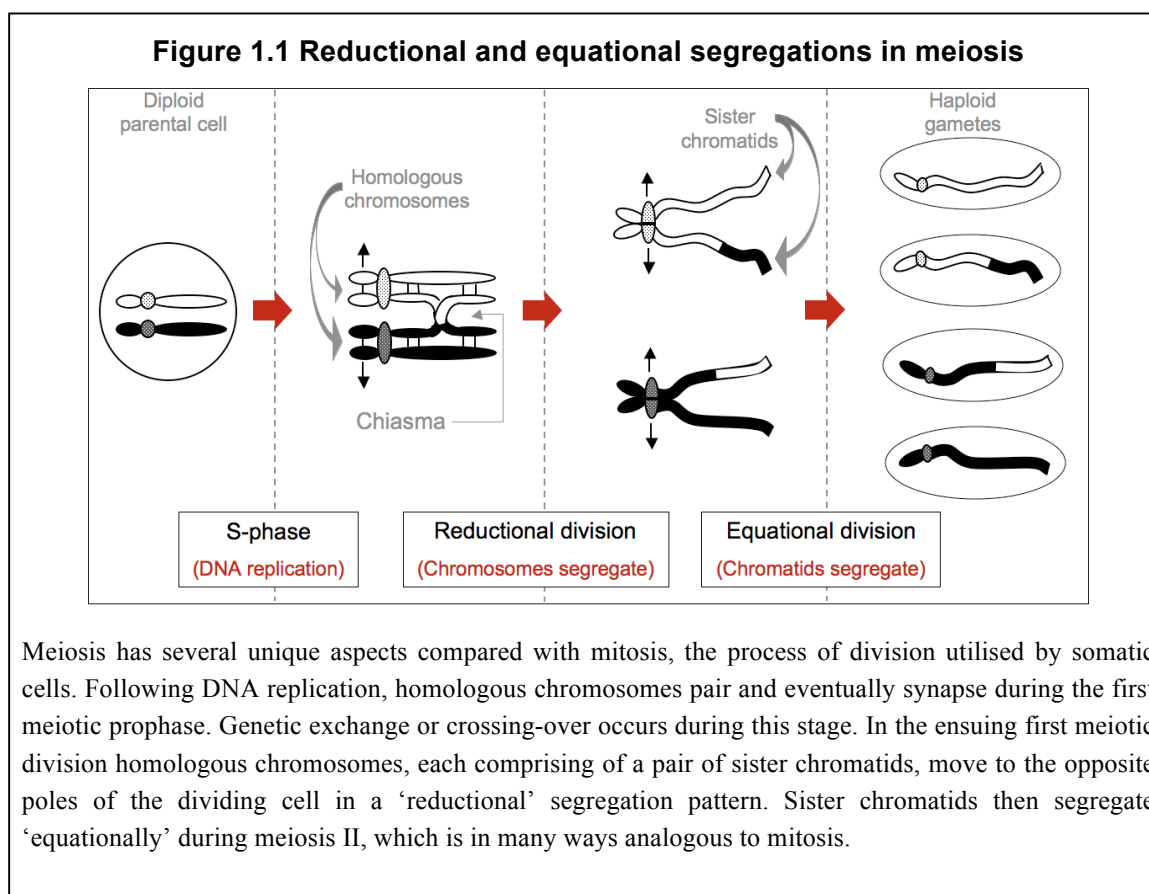 Figure 1.1 Reductional and equational segregations in meiosis
Diploid
parental cell
Homologous
chromosomes
Chiasma
Sister
chromatids
Haploid
gametes
S-phase
(DNA replication)
Reductional division
(Chromosomes segregate)
Equational division
(Chromatids segregate)
Meiosis has several unique aspects compared with mitosis, the process of division utilised by somatic
cells. Following DNA replication, homologous chromosomes pair and eventually synapse during the first
meiotic prophase. Genetic exchange or crossing-over occurs during this stage. In the ensuing first meiotic
division homologous chromosomes, each comprising of a pair of sister chromatids, move to the opposite
poles of the dividing cell in a ‘reductional’ segregation pattern. Sister chromatids then segregate
‘equationally’ during meiosis II, which is in many ways analogous to mitosis.